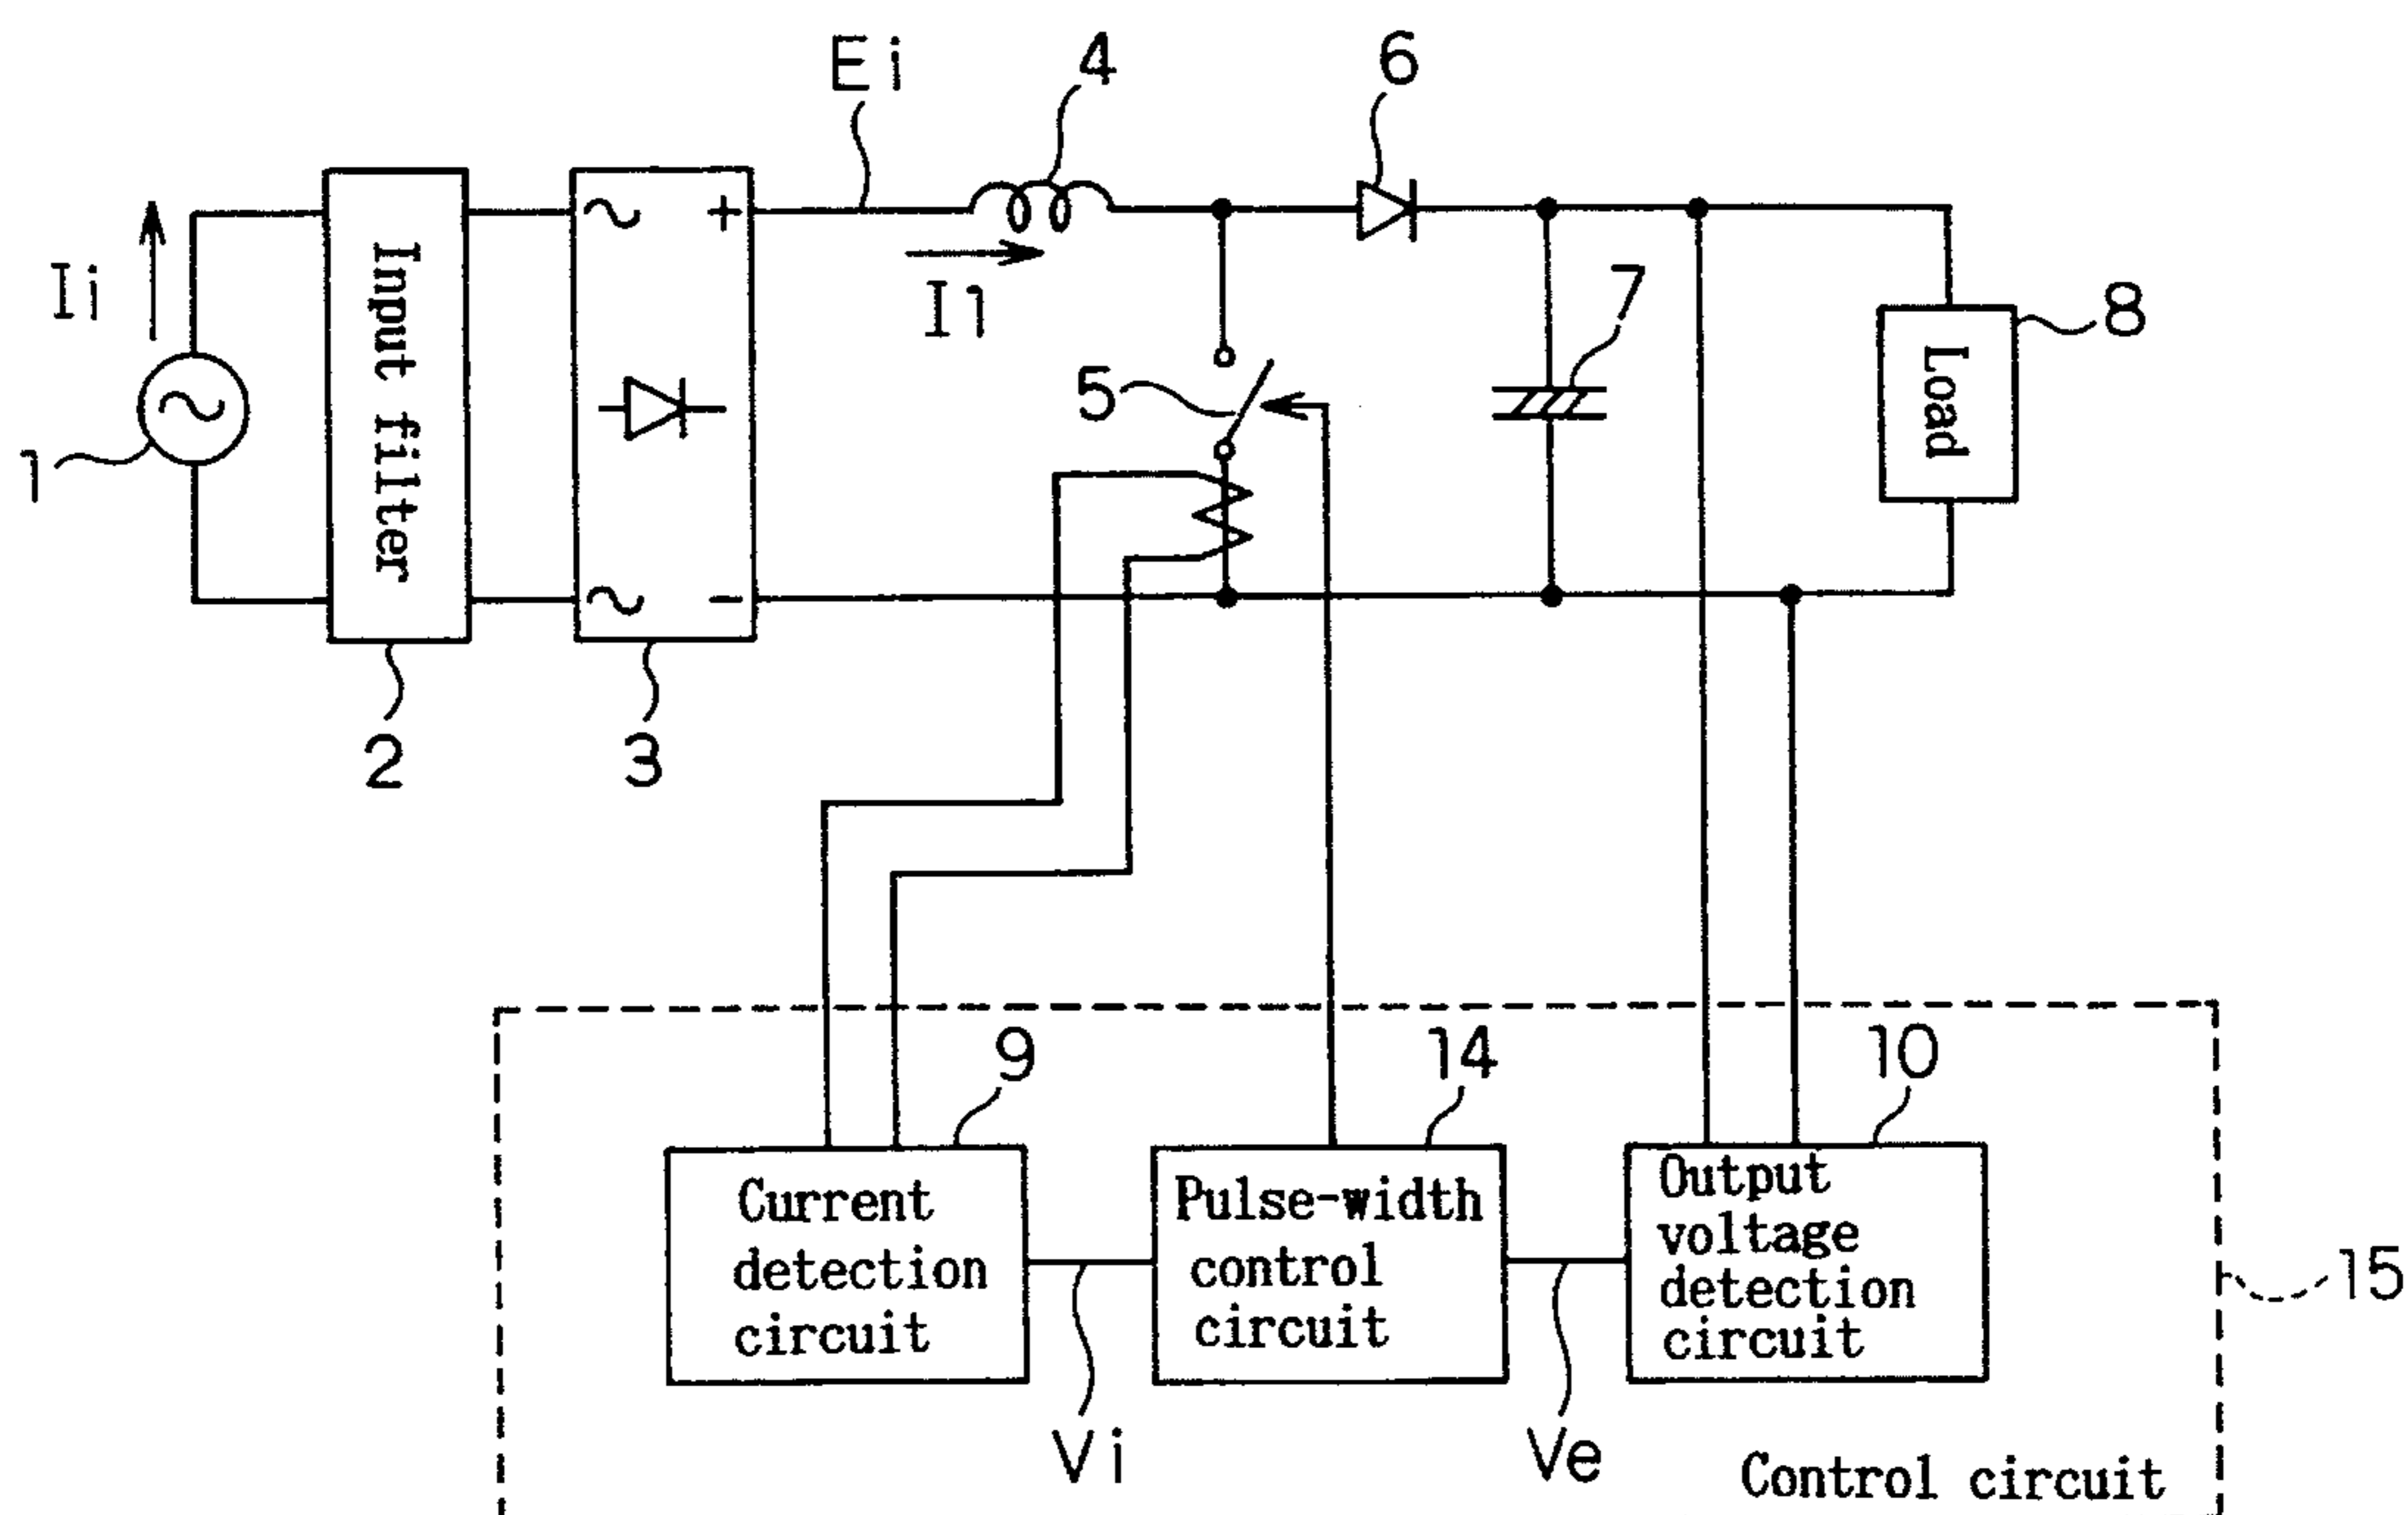 Ei
4
6
Ii
Input filter
~
+
I1
7
8
Load
5
1
~
~
-
2
3
9
14
10
Current
detection
circuit
Pulse-width
control
circuit
Output
voltage
detection
circuit
15
Vi
Ve
Control circuit